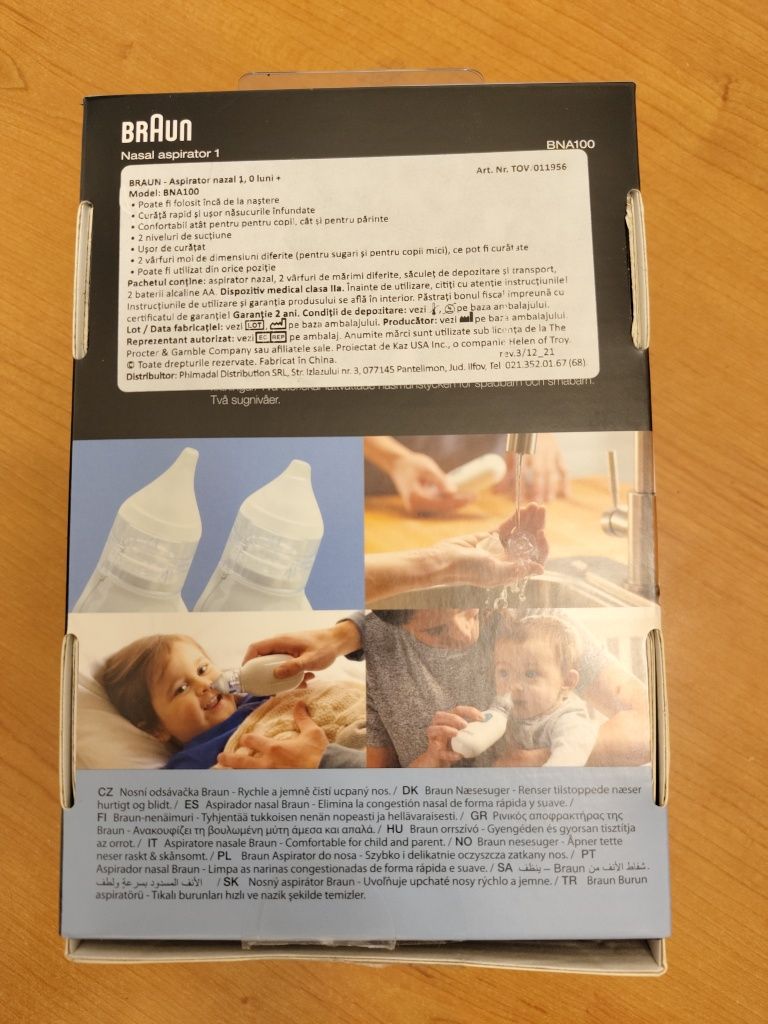 BRAUN
Nasal aspirator 1
BNA100
BRAUN - Aspirator nazal 1, 0 luni +
Art. Nr. TOV/011956
Model: BNA100
• Poate fi folosit încă de la naștere
• Curăță rapid și ușor năsucurile înfundate
• Confortabil atât pentru pentru copil, cât și pentru părinte
• 2 niveluri de sucțiune
• Ușor de curățat
• 2 vârfuri moi de dimensiuni diferite (pentru sugari și pentru copii mici), ce pot fi curățate
• Poate fi utilizat din orice poziție
Pachetul conține: aspirator nazal, 2 vârfuri de mărimi diferite, săculeț de depozitare și transport,
2 baterii alcaline AA. Dispozitiv medical clasa IIa. Înainte de utilizare, citiți cu atenție instrucțiunile!
Instrucțiunile de utilizare și garanția produsului se află în interior. Păstrați bonul fiscal împreună cu
certificatul de garanție! Garanție 2 ani. Condiții de depozitare: vezi pe baza ambalajului.
Lot / Data fabricației: vezi LOT, pe baza ambalajului. Producător: vezi pe baza ambalajului
Reprezentant autorizat: vezi EC REP pe ambalaj. Anumite mărci sunt utilizate sub licența de la The
Procter & Gamble Company sau afiliatele sale. Proiectat de Kaz USA Inc., o companie Helen of Troy.
© Toate drepturile rezervate. Fabricat în China.
rev.3/12_21
Distribuitor: Phimadal Distribution SRL, Str. Izlazului nr. 3, 077145 Pantelimon, Jud. Ilfov, Tel 021.352.01.67 (68)
för spädbarn och småbarn.
Två sugnivåer.
CZ Nosní odsávačka Braun - Rychle a jemně čistí ucpaný nos. / DK Braun Næsesuger - Renser tilstoppede næser
hurtigt og blidt. / ES Aspirador nasal Braun - Elimina la congestión nasal de forma rápida y suave. /
FI Braun-nenäimuri - Tyhjentää tukkoisen nenän nopeasti ja hellävaraisesti. / GR Ρινικός αποφρακτήρας της
Braun - Ανακουφίζει τη βουλωμένη μύτη άμεσα και απαλά. / HU Braun orrszívó - Gyengéden és gyorsan tisztítja
az orrot. / IT Aspiratore nasale Braun - Comfortable for child and parent. / NO Braun nesesuger - Åpner tette
neser raskt & skånsomt. / PL Braun Aspirator do nosa - Szybko i delikatnie oczyszcza zatkany nos. / PT
Aspirador nasal Braun - Limpa as narinas congestionadas de forma rápida e suave. / SA شفاط الأنف من Braun – ينظف
الأنف المسدود بسرعة ولطف. / SK Nosný aspirátor Braun - Uvoľňuje upchaté nosy rýchlo a jemne. / TR Braun Burun
aspiratörü - Tıkalı burunları hızlı ve nazik şekilde temizler.